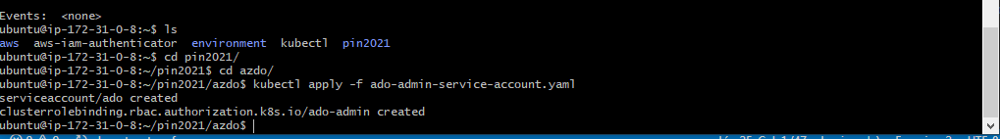 Events:  <none>
ubuntu@ip-172-31-0-8:~$ ls
aws  aws-iam-authenticator  environment  kubectl  pin2021
ubuntu@ip-172-31-0-8:~$ cd pin2021/
ubuntu@ip-172-31-0-8:~/pin2021$ cd azdo/
ubuntu@ip-172-31-0-8:~/pin2021/azdo$ kubectl apply -f ado-admin-service-account.yaml
serviceaccount/ado created
clusterrolebinding.rbac.authorization.k8s.io/ado-admin created
ubuntu@ip-172-31-0-8:~/pin2021/azdo$